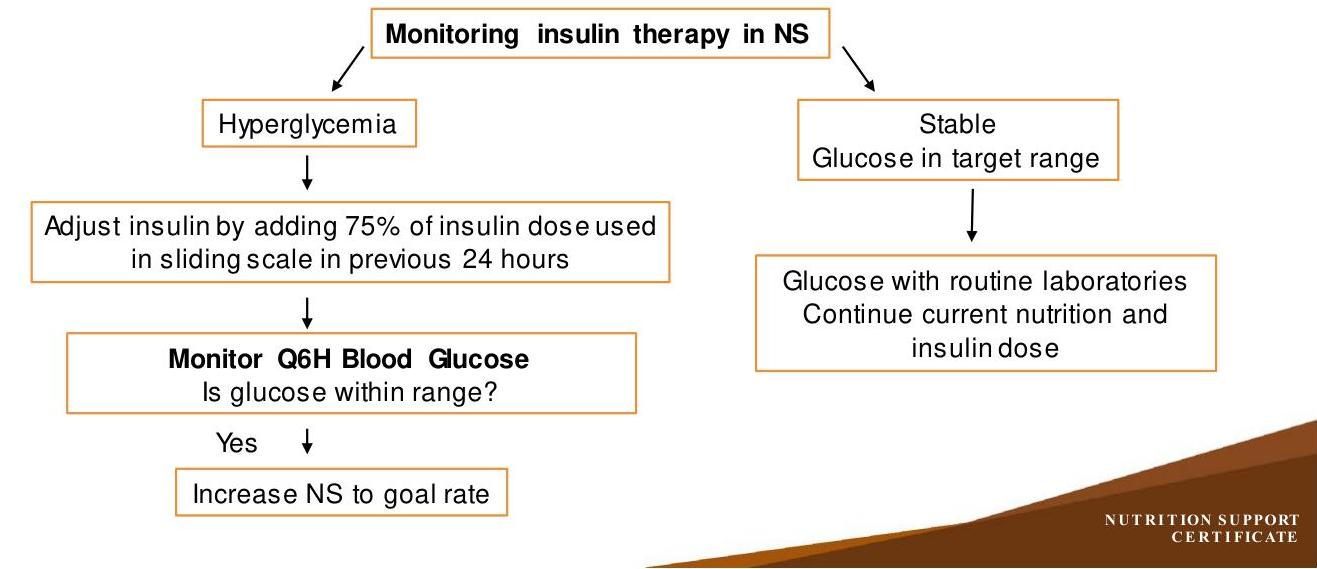 Monitoring insulin therapy in NS
Hyperglycemia
Adjust insulin by adding 75% of insulin dose used
in sliding scale in previous 24 hours
Monitor Q6H Blood Glucose
Is glucose within range?
Yes
Increase NS to goal rate
Stable
Glucose in target range
Glucose with routine laboratories
Continue current nutrition and
insulin dose
NUTRITION SUPPORT
CERTIFICATE